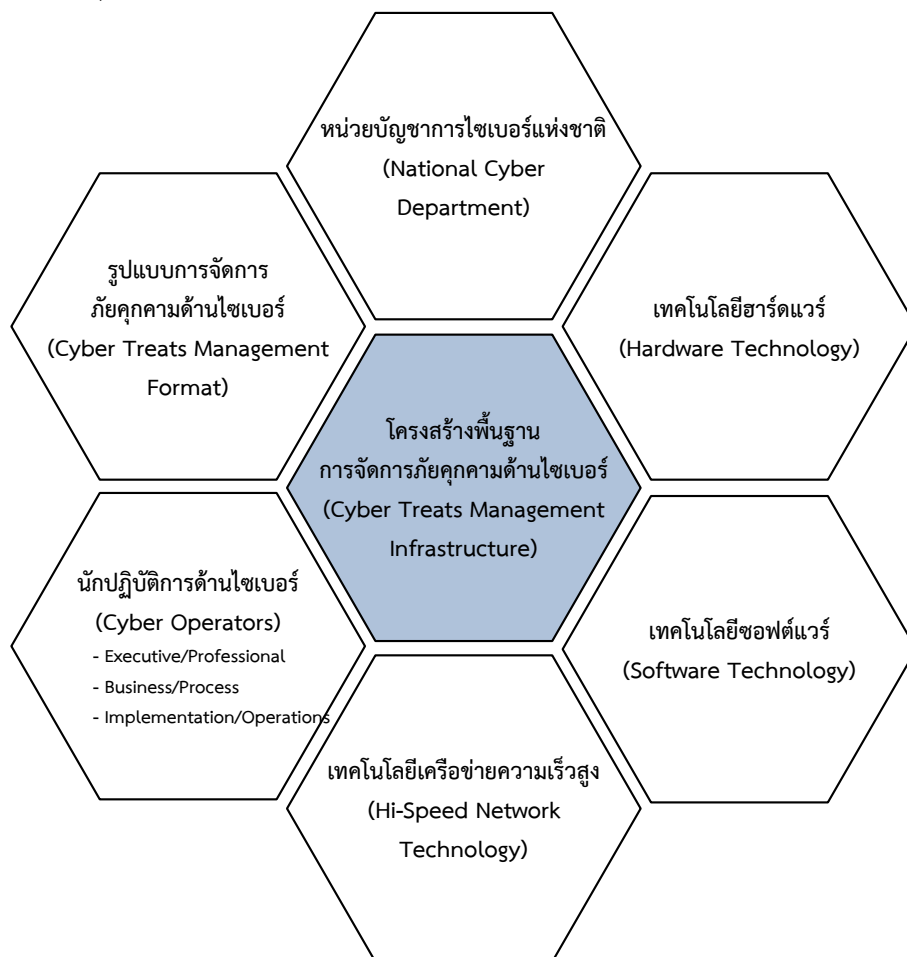 หน่วยบัญชาการไซเบอร์แห่งชาติ
(National Cyber
Department)
รูปแบบการจัดการ
ภัยคุกคามด้านไซเบอร์
(Cyber Treats Management
Format)
เทคโนโลยีฮาร์ดแวร์
(Hardware Technology)
โครงสร้างพื้นฐาน
การจัดการภัยคุกคามด้านไซเบอร์
(Cyber Treats Management
Infrastructure)
นักปฏิบัติการด้านไซเบอร์
(Cyber Operators)
- Executive/Professional
- Business/Process
- Implementation/Operations
เทคโนโลยีซอฟต์แวร์
(Software Technology)
เทคโนโลยีเครือข่ายความเร็วสูง
(Hi-Speed Network
Technology)